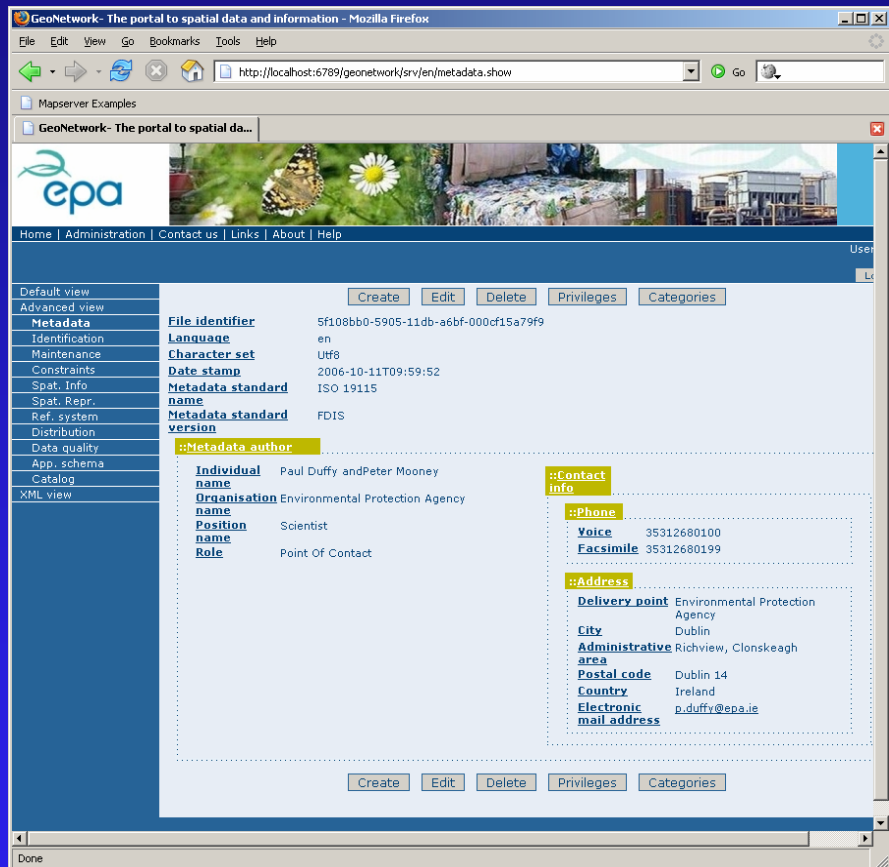 GeoNetwork- The portal to spatial data and information - Mozilla Firefox
File Edit View Go Bookmarks Tools Help
http://localhost:6789/geonetwork/srv/en/metadata.show Go
Mapserver Examples
GeoNetwork- The portal to spatial da...
epa
Home | Administration | Contact us | Links | About | Help
User
Default view
Advanced view
Metadata
Identification
Maintenance
Constraints
Spat. Info
Spat. Repr.
Ref. system
Distribution
Data quality
App. schema
Catalog
XML view
Create Edit Delete Privileges Categories
File identifier 5f108bb0-5905-11db-a6bf-000cf15a79f9
Language en
Character set Utf8
Date stamp 2006-10-11T09:59:52
Metadata standard name ISO 19115
Metadata standard version FDIS
::Metadata author
Individual name Paul Duffy andPeter Mooney
Organisation name Environmental Protection Agency
Position name Scientist
Role Point Of Contact
::Contact info
::Phone
Voice 35312680100
Facsimile 35312680199
::Address
Delivery point Environmental Protection Agency
City Dublin
Administrative area Richview, Clonskeagh
Postal code Dublin 14
Country Ireland
Electronic mail address p.duffy@epa.ie
Create Edit Delete Privileges Categories
Done